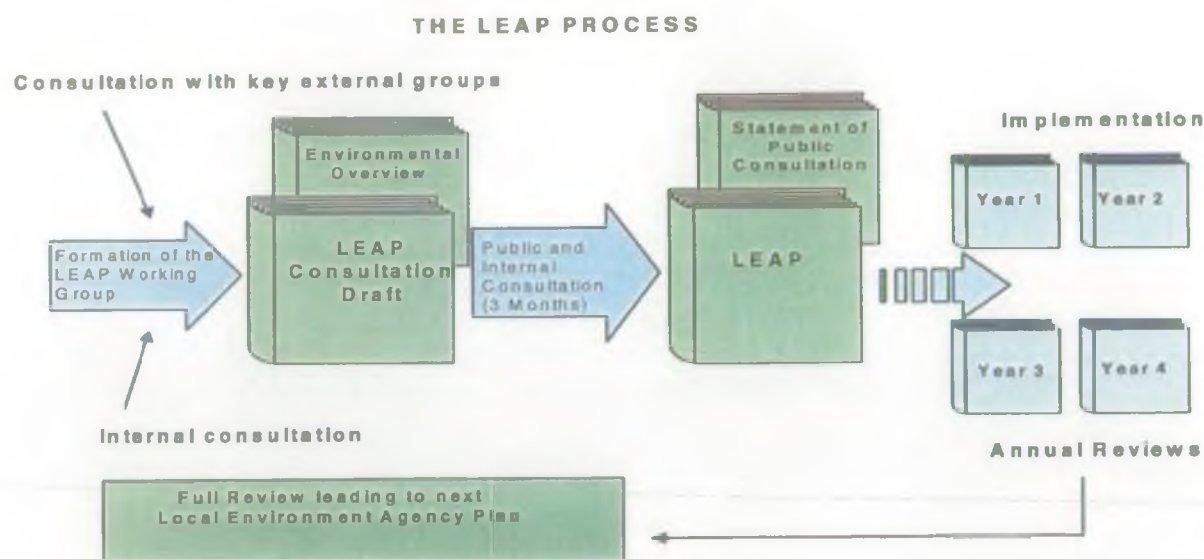 THE LEAP PROCESS
Consultation with key external groups
Environmental
Overview
Statement of
Public
Consultation
Implementation
Formation of the
LEAP Working
Group
LEAP
Consultation
Draft
Public and
Internal
Consultation
(3 Months)
LEAP
Year 1
Year 2
Year 3
Year 4
Internal consultation
Annual Reviews
Full Review leading to next
Local Environment Agency Plan